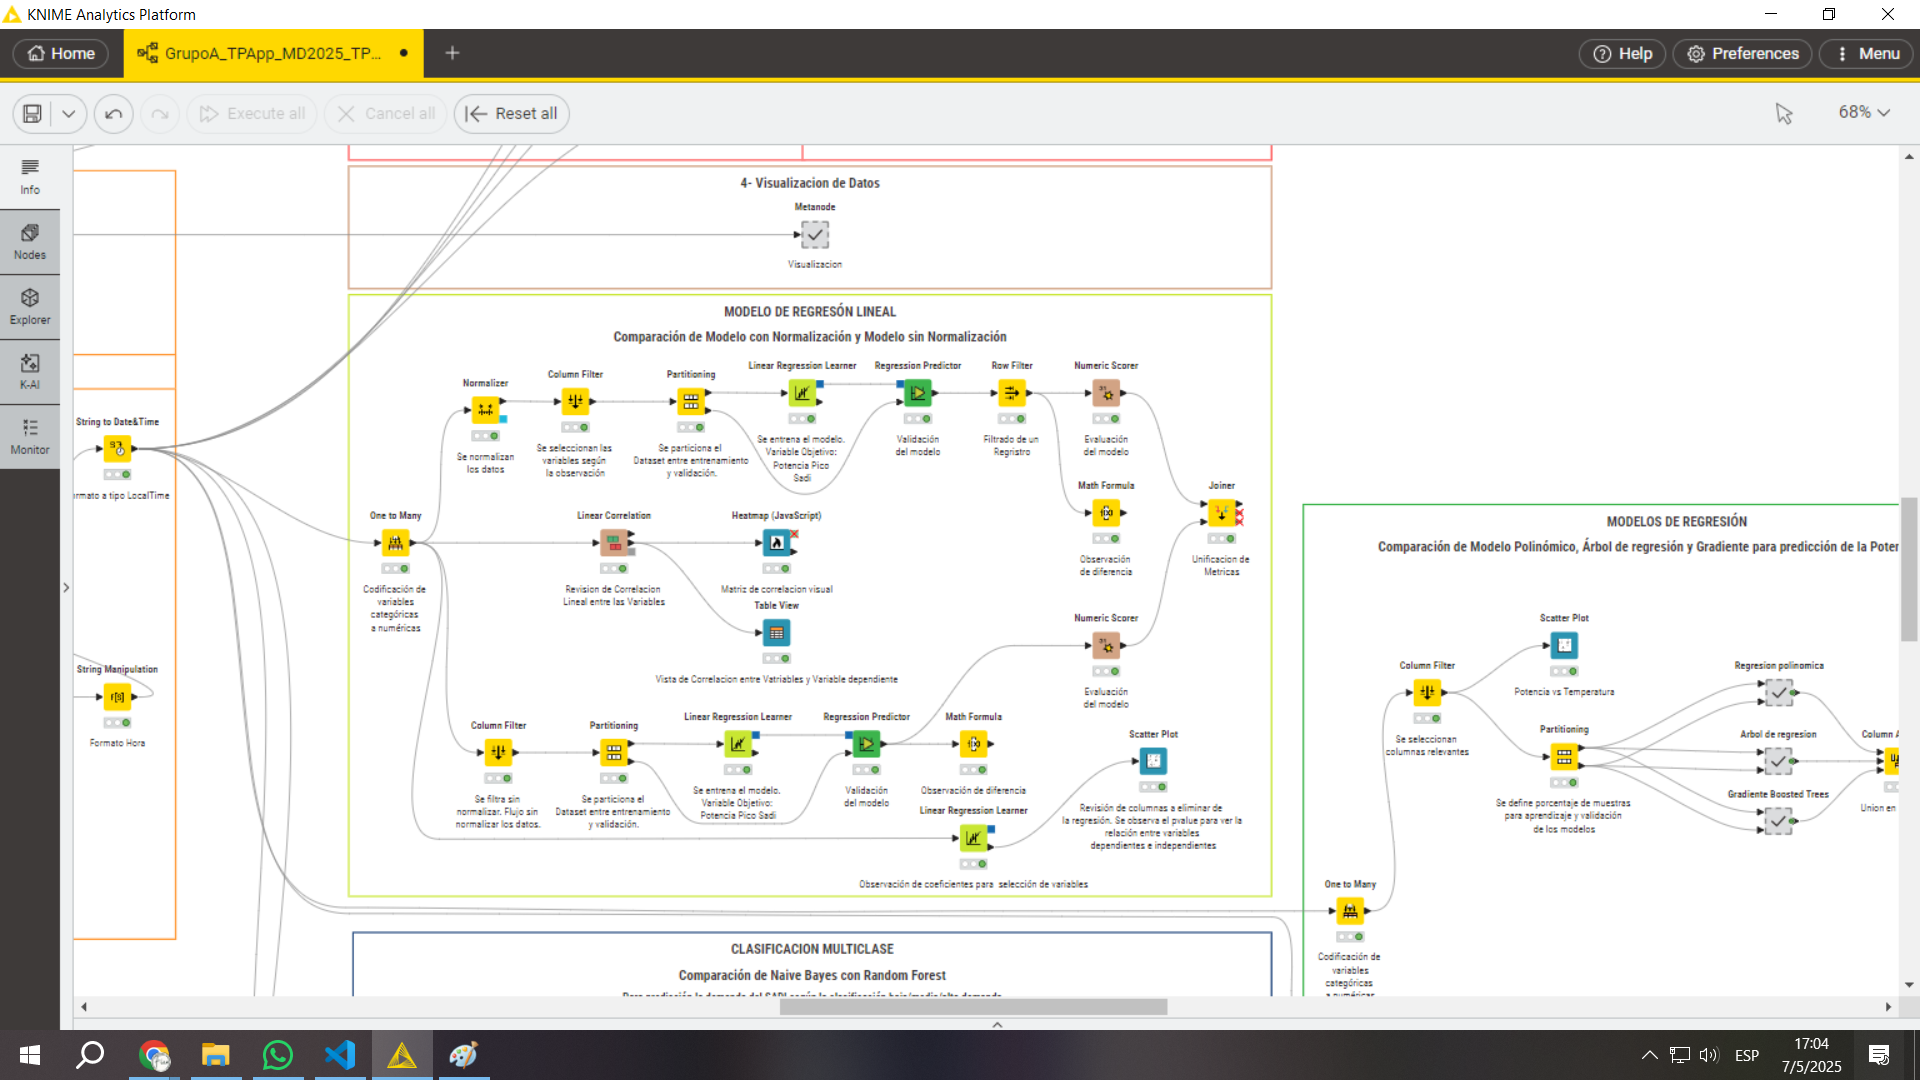 KNIME Analytics Platform
Home
GrupoA_TPApp_MD2025_TP...
Help
Preferences
Menu
Execute all
Cancel all
Reset all
68%
Info
Nodes
Explorer
K-AI
Monitor
4- Visualizacion de Datos
Metanode
Visualizacion
MODELO DE REGRESÓN LINEAL
Comparación de Modelo con Normalización y Modelo sin Normalización
Normalizer
Se normalizan
los datos
Column Filter
Se seleccionan las
variables según
la observación
Partitioning
Se particiona el
Dataset entre entrenamiento
y validación.
Linear Regression Learner
Se entrena el modelo.
Variable Objetivo:
Potencia Pico
Sadi
Regression Predictor
Validación
del modelo
Row Filter
Filtrado de un
Regristro
Numeric Scorer
Evaluación
del modelo
Math Formula
Observación
de diferencia
Joiner
Unificacion de
Metricas
String to Date&Time
rmato a tipo LocalTime
One to Many
Codificación de
variables
categóricas
a numéricas
Linear Correlation
Revision de Correlacion
Lineal entre las Variables
Heatmap (JavaScript)
Matriz de correlacion visual
Table View
Vista de Correlacion entre Vatriables y Variable dependiente
Numeric Scorer
Evaluación
del modelo
String Manipulation
Formato Hora
Column Filter
Se filtra sin
normalizar. Flujo sin
normalizar los datos.
Partitioning
Se particiona el
Dataset entre entrenamiento
y validación.
Linear Regression Learner
Se entrena el modelo.
Variable Objetivo:
Potencia Pico Sadi
Regression Predictor
Validación
del modelo
Math Formula
Observación de diferencia
Linear Regression Learner
Observación de coeficientes para selección de variables
Scatter Plot
Revisión de columnas a eliminar de
la regresión. Se observa el pvalue para ver la
relación entre variables
dependientes e independientes
MODELOS DE REGRESIÓN
Comparación de Modelo Polinómico, Árbol de regresión y Gradiente para predicción de la Poter
Scatter Plot
Potencia vs Temperatura
Column Filter
Se seleccionan
columnas relevantes
Partitioning
Se define porcentaje de muestras
para aprendizaje y validación
de los modelos
Regresion polinomica
Arbol de regresion
Gradiente Boosted Trees
Column A
Union en
One to Many
Codificación de
variables
categóricas
a numéricas
CLASIFICACION MULTICLASE
Comparación de Naive Bayes con Random Forest
Para predicción la demanda del SADI según la clasificación baja/media/alta demanda
ESP
17:04
7/5/2025